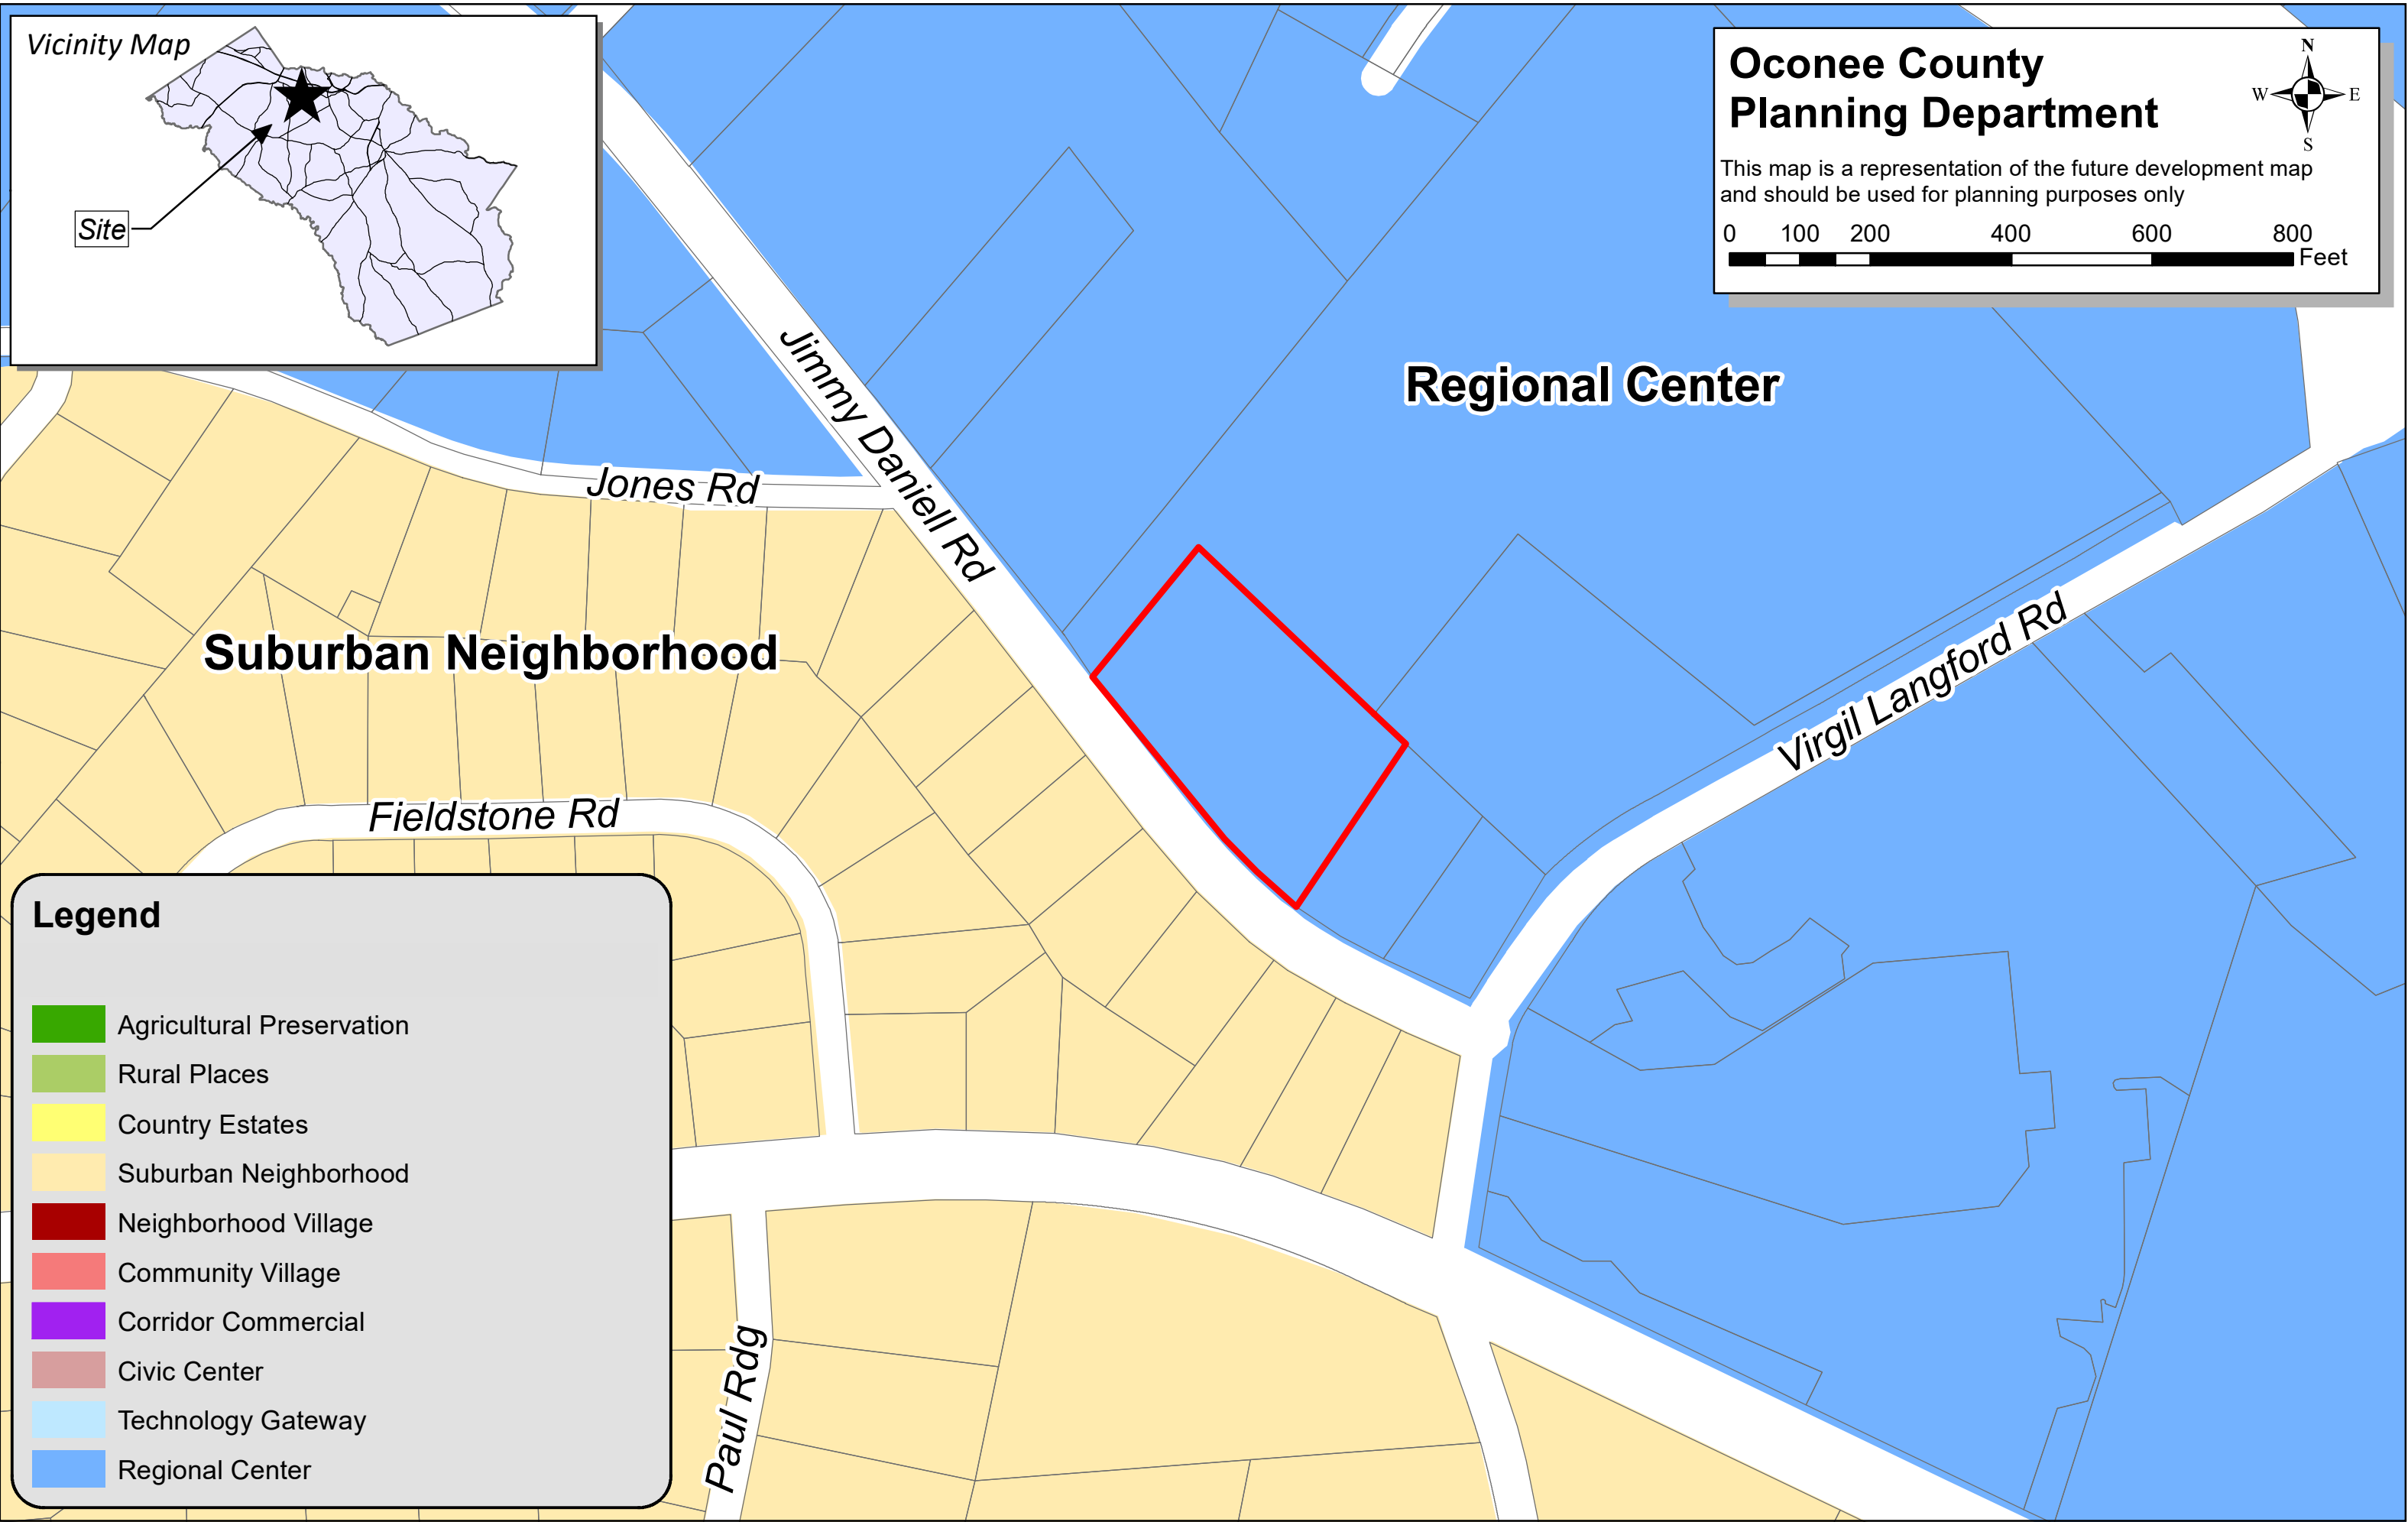 Vicinity Map
Site
Oconee County
Planning Department
N
W E
S
This map is a representation of the future development map
and should be used for planning purposes only
0 100 200 400 600 800
Feet
Regional Center
Jimmy Daniell Rd
Jones Rd
Suburban Neighborhood
Virgil Langford Rd
Fieldstone Rd
Paul Rdg
Legend
Agricultural Preservation
Rural Places
Country Estates
Suburban Neighborhood
Neighborhood Village
Community Village
Corridor Commercial
Civic Center
Technology Gateway
Regional Center